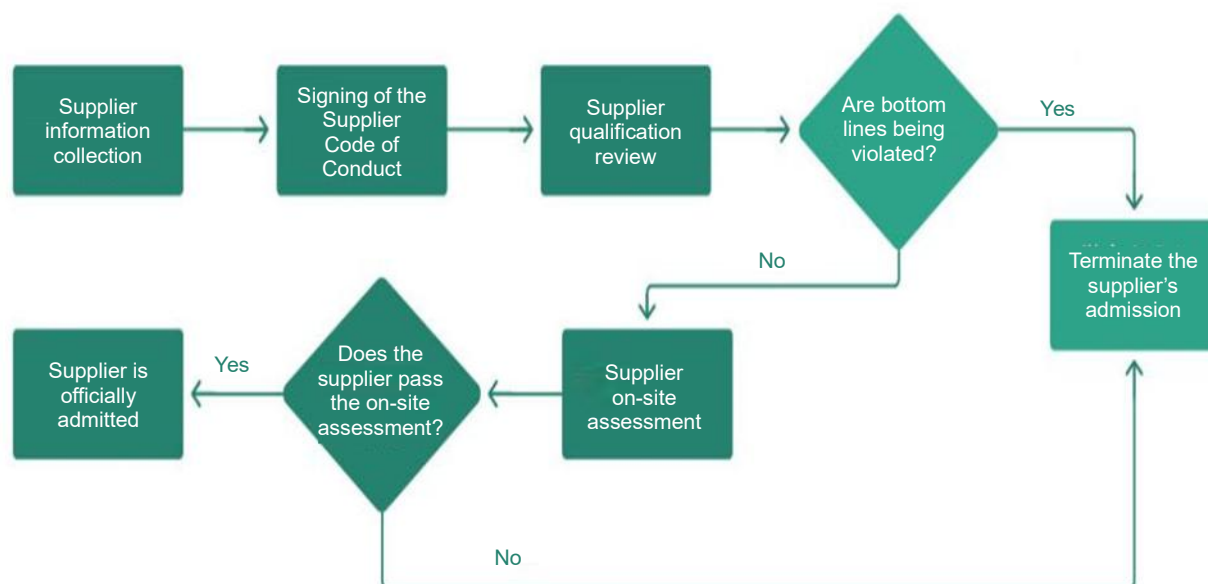 Supplier
information
collection
Signing of the
Supplier
Code of
Conduct
Supplier
qualification
review
Are bottom
lines being
violated?
Yes
No
Terminate the
supplier’s
admission
Supplier
on-site
assessment
Does the
supplier pass
the on-site
assessment?
Yes
Supplier is
officially
admitted
No